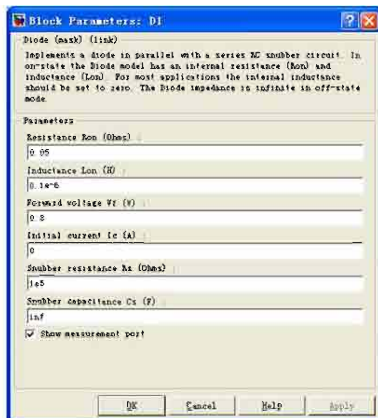 Block Parameters: D1
Diode (mask) (link)
Implements a diode in parallel with a series RC snubber circuit. In
on-state the Diode model has an internal resistance (Ron) and
inductance (Lon). For most applications the internal inductance
should be set to zero. The Diode impedance is infinite in off-state
mode.
Parameters
Resistance Ron (Ohms) :
0.05
Inductance Lon (H) :
0.1e-6
Forward voltage Vf (V) :
0.8
Initial current Ic (A) :
0
Snubber resistance Rs (Ohms) :
1e5
Snubber capacitance Cs (F) :
inf
Show measurement port
OK Cancel Help Apply